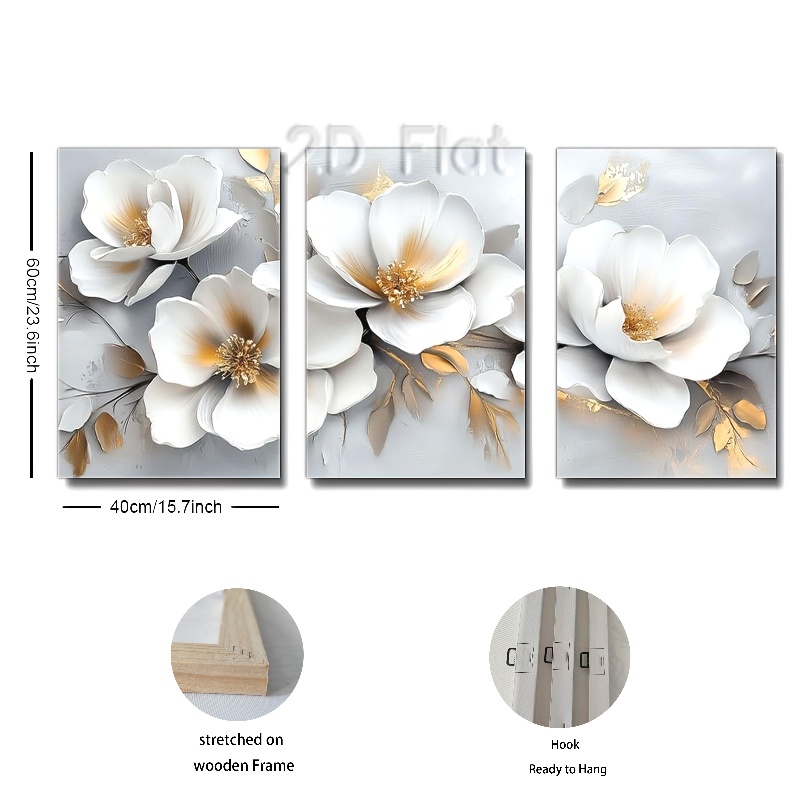 2D Flat
60cm/23.6inch
40cm/15.7inch
stretched on
wooden Frame
Hook
Ready to Hang